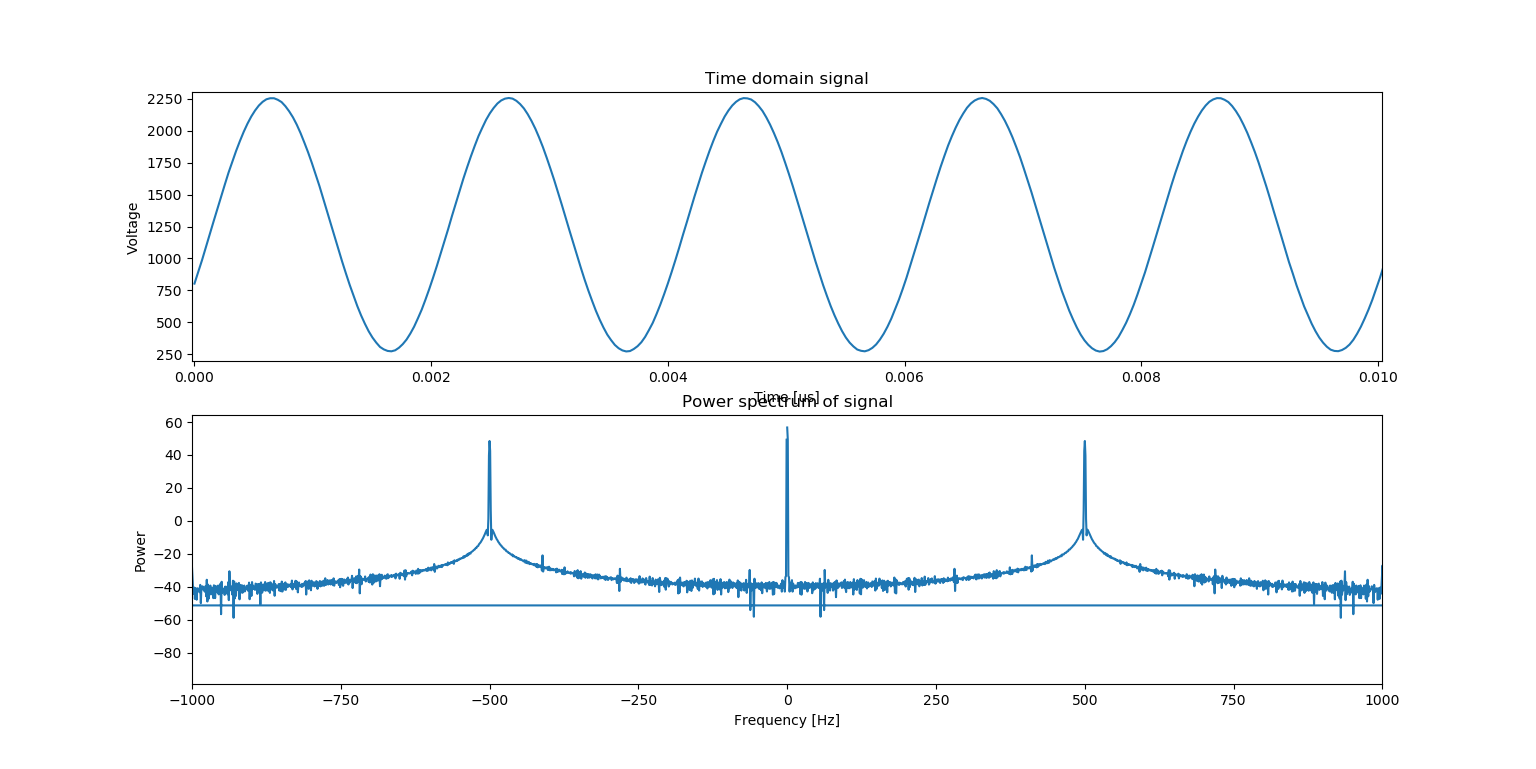 Time domain signal
2250
2000
1750
1500
1250
1000
750
500
250
Voltage
0.000 0.002 0.004 0.006 0.008 0.010
Time [us]
Power spectrum of signal
60
40
20
0
−20
−40
−60
−80
Power
−1000 −750 −500 −250 0 250 500 750 1000
Frequency [Hz]